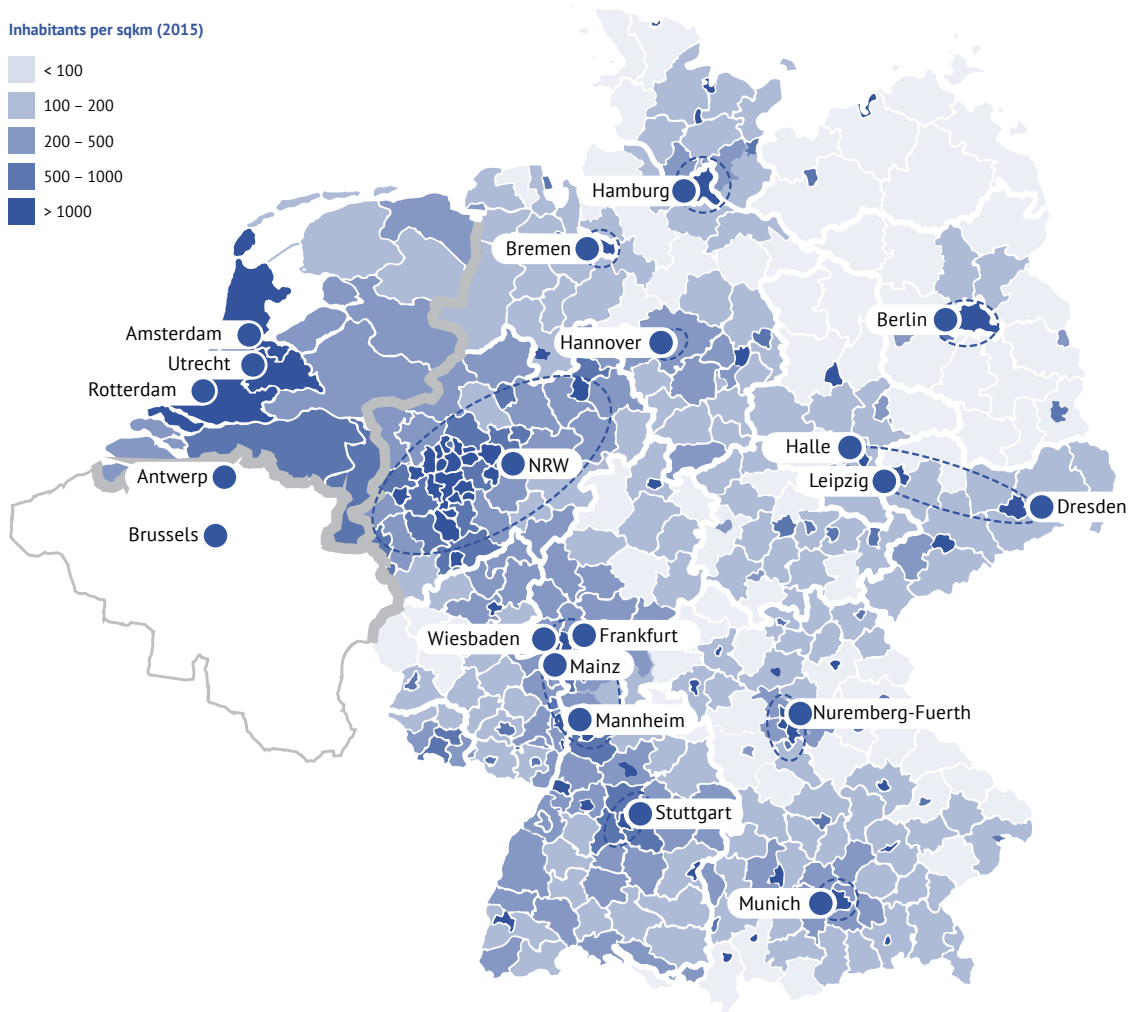 Inhabitants per sqkm (2015)
< 100
100 – 200
200 – 500
500 – 1000
> 1000
Hamburg
Bremen
Berlin
Amsterdam
Hannover
Utrecht
Rotterdam
Halle
NRW
Antwerp
Leipzig
Dresden
Brussels
Wiesbaden
Frankfurt
Mainz
Nuremberg-Fuerth
Mannheim
Stuttgart
Munich